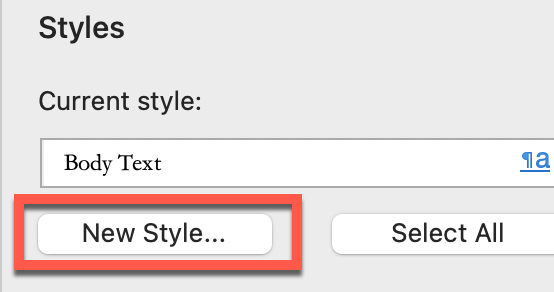 Styles
Current style:
Body Text ¶a
New Style... Select All